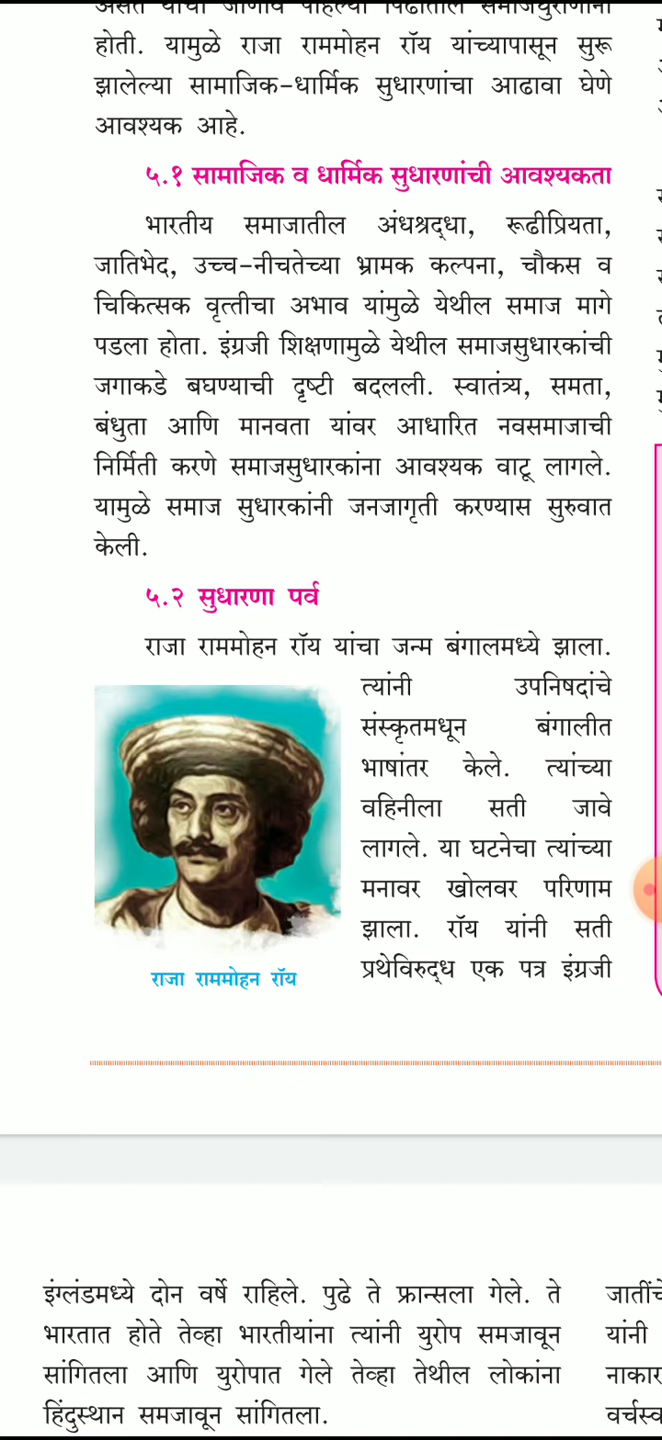 होती. यामुळे राजा राममोहन रॉय यांच्यापासून सुरू
झालेल्या सामाजिक-धार्मिक सुधारणांचा आढावा घेणे
आवश्यक आहे.
५.१ सामाजिक व धार्मिक सुधारणांची आवश्यकता
भारतीय समाजातील अंधश्रद्धा, रूढीप्रियता,
जातिभेद, उच्च-नीचतेच्या भ्रामक कल्पना, चौकस व
चिकित्सक वृत्तीचा अभाव यांमुळे येथील समाज मागे
पडला होता. इंग्रजी शिक्षणामुळे येथील समाजसुधारकांची
जगाकडे बघण्याची दृष्टी बदलली. स्वातंत्र्य, समता,
बंधुता आणि मानवता यांवर आधारित नवसमाजाची
निर्मिती करणे समाजसुधारकांना आवश्यक वाटू लागले.
यामुळे समाज सुधारकांनी जनजागृती करण्यास सुरुवात
केली.
५.२ सुधारणा पर्व
राजा राममोहन रॉय यांचा जन्म बंगालमध्ये झाला.
त्यांनी उपनिषदांचे
संस्कृतमधून बंगालीत
भाषांतर केले. त्यांच्या
वहिनीला सती जावे
लागले. या घटनेचा त्यांच्या
मनावर खोलवर परिणाम
झाला. रॉय यांनी सती
प्रथेविरुद्ध एक पत्र इंग्रजी
राजा राममोहन रॉय
इंग्लंडमध्ये दोन वर्षे राहिले. पुढे ते फ्रान्सला गेले. ते
भारतात होते तेव्हा भारतीयांना त्यांनी युरोप समजावून
सांगितला आणि युरोपात गेले तेव्हा तेथील लोकांना
हिंदुस्थान समजावून सांगितला.
यांनी